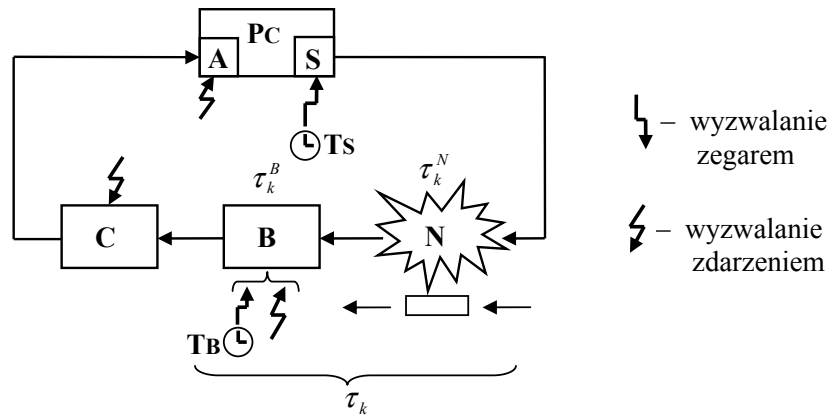 PC
A
S
TS
τ_k^B
τ_k^N
C
B
N
TB
τ_k
– wyzwalanie
zegarem
– wyzwalanie
zdarzeniem